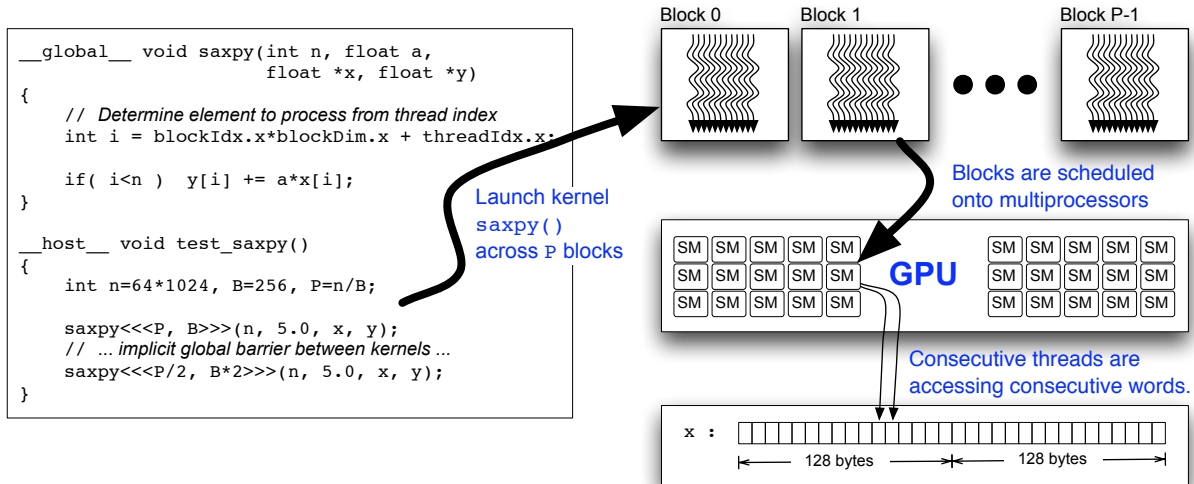 __global__ void saxpy(int n, float a,
float *x, float *y)
{
// Determine element to process from thread index
int i = blockIdx.x*blockDim.x + threadIdx.x;
if( i<n ) y[i] += a*x[i];
}
__host__ void test_saxpy()
{
int n=64*1024, B=256, P=n/B;
saxpy<<<P, B>>>(n, 5.0, x, y);
// ... implicit global barrier between kernels ...
saxpy<<<P/2, B*2>>>(n, 5.0, x, y);
}
Launch kernel
saxpy()
across P blocks
Block 0 Block 1 Block P-1
Blocks are scheduled
onto multiprocessors
SM SM SM SM SM SM SM SM SM SM
SM SM SM SM SM GPU SM SM SM SM SM
SM SM SM SM SM SM SM SM SM SM
Consecutive threads are
accessing consecutive words.
x :
128 bytes 128 bytes